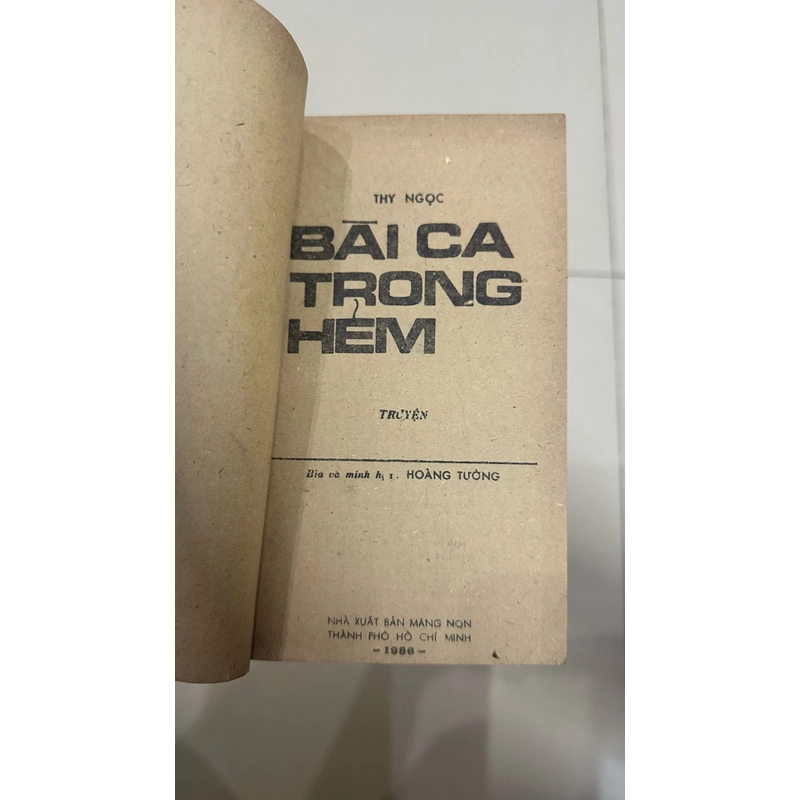 THY NGỌC
BÀI CA
TRONG
HẺM
TRUYỆN
Bìa và minh HOÀNG TƯỜNG
NHÀ XUẤT BẢN MĂNG NON
THÀNH PHỐ HỒ CHÍ MINH
- 1986 -